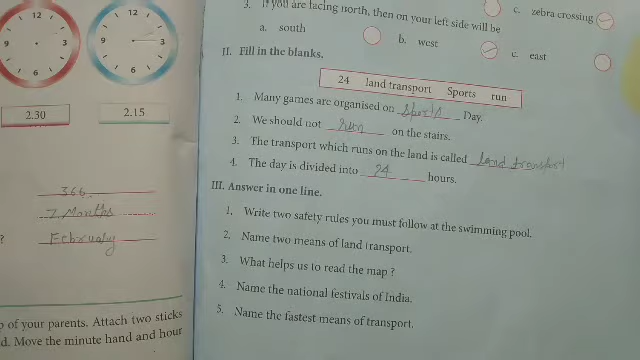 12
9
3
6
12
9
3
6
2.30
2.15
366
7 Months
?
February
p of your parents. Attach two sticks
d. Move the minute hand and hour
3. If you are facing north, then on your left side will be
c. zebra crossing
a. south
b. west
c. east
II. Fill in the blanks.
24 land transport Sports run
1. Many games are organised on sports Day.
2. We should not run on the stairs.
3. The transport which runs on the land is called land transport
4. The day is divided into 24 hours.
III. Answer in one line.
1. Write two safety rules you must follow at the swimming pool.
2. Name two means of land transport.
3. What helps us to read the map ?
4. Name the national festivals of India.
5. Name the fastest means of transport.